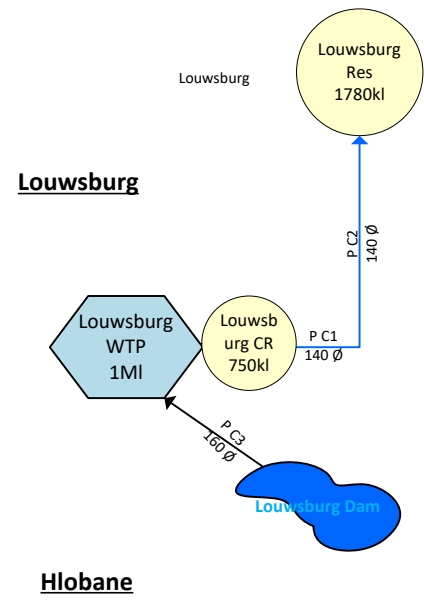 Louwsburg
Res
1780kl
Louwsburg
Louwsburg
P C2
140 Ø
Louwsburg
WTP
1Ml
Louwsb
urg CR
750kl
P C1
140 Ø
P C3
160 Ø
Louwsburg Dam
Hlobane